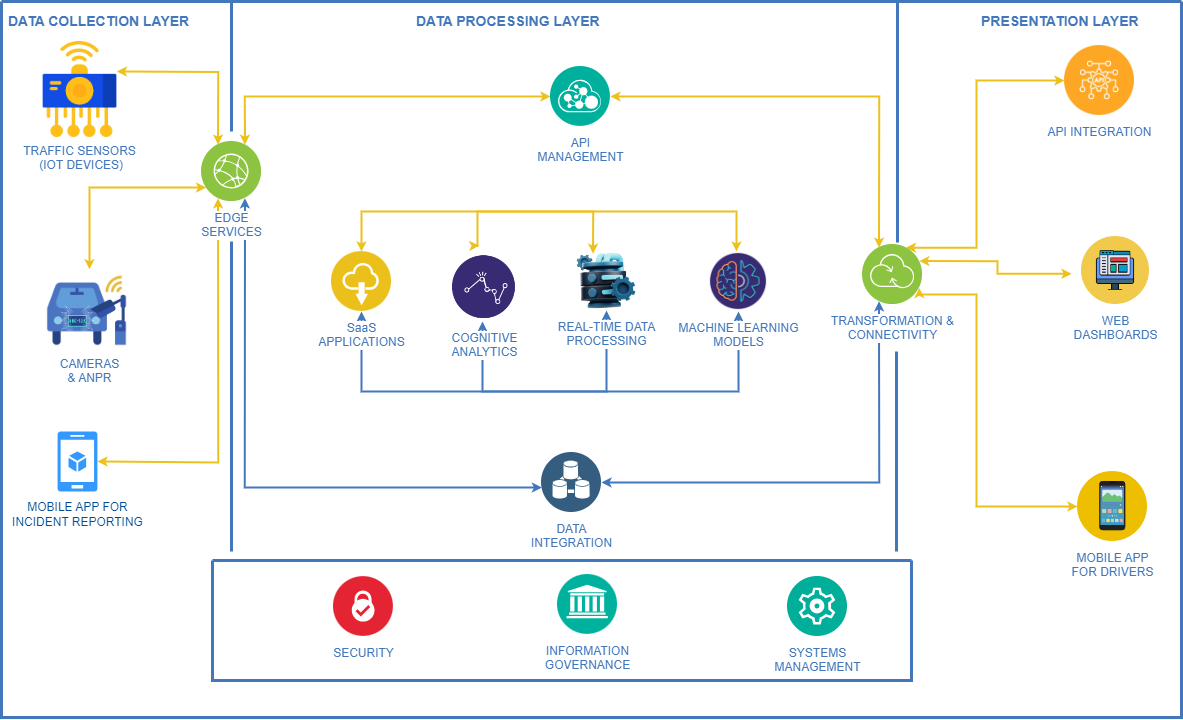 DATA COLLECTION LAYER
DATA PROCESSING LAYER
PRESENTATION LAYER
TRAFFIC SENSORS
(IOT DEVICES)
EDGE
SERVICES
CAMERAS
& ANPR
MOBILE APP FOR
INCIDENT REPORTING
API
MANAGEMENT
SaaS
APPLICATIONS
COGNITIVE
ANALYTICS
REAL-TIME DATA
PROCESSING
MACHINE LEARNING
MODELS
TRANSFORMATION &
CONNECTIVITY
DATA
INTEGRATION
API
API INTEGRATION
WEB
DASHBOARDS
MOBILE APP
FOR DRIVERS
SECURITY
INFORMATION
GOVERNANCE
SYSTEMS
MANAGEMENT